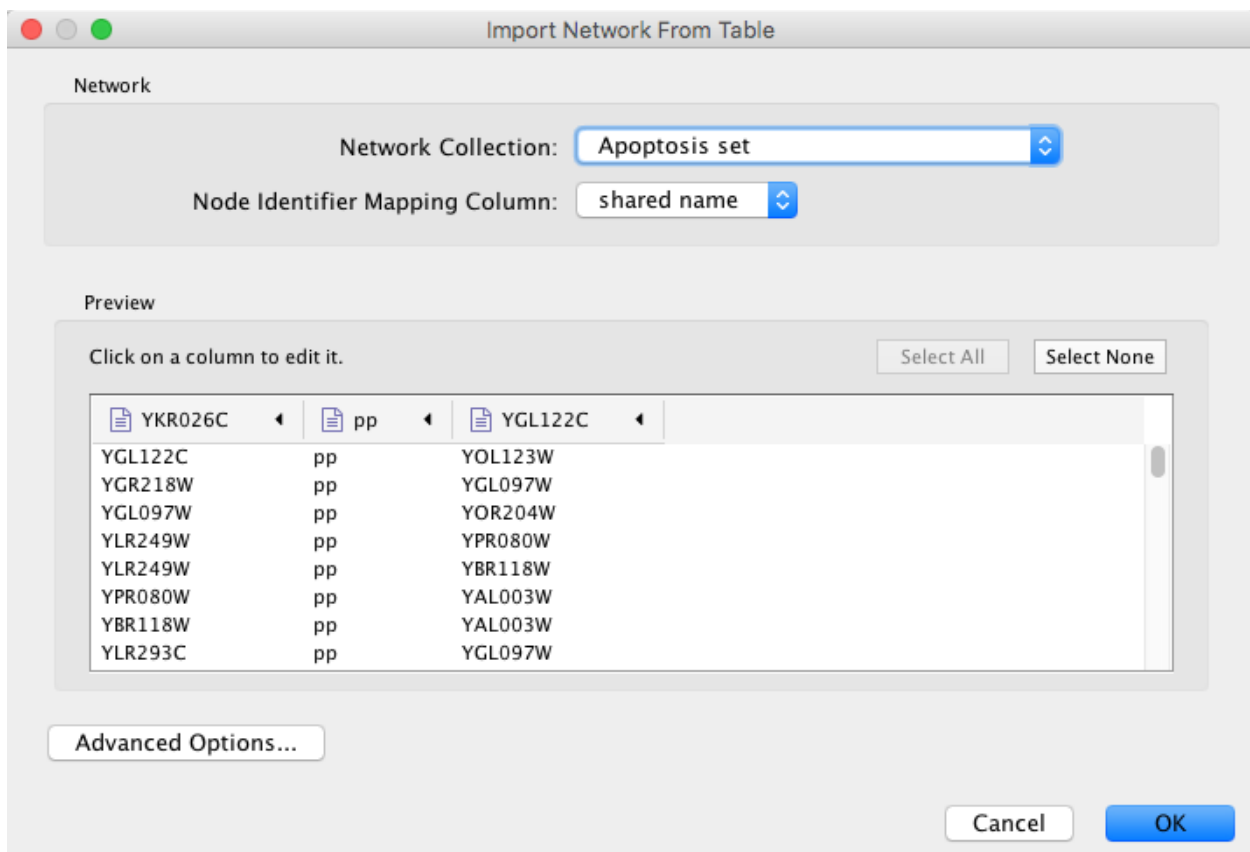 Import Network From Table
Network
Network Collection: Apoptosis set
Node Identifier Mapping Column: shared name
Preview
Click on a column to edit it. Select All Select None
YKR026C pp YGL122C
YGL122C pp YOL123W
YGR218W pp YGL097W
YGL097W pp YOR204W
YLR249W pp YPR080W
YLR249W pp YBR118W
YPR080W pp YAL003W
YBR118W pp YAL003W
YLR293C pp YGL097W
Advanced Options...
Cancel OK